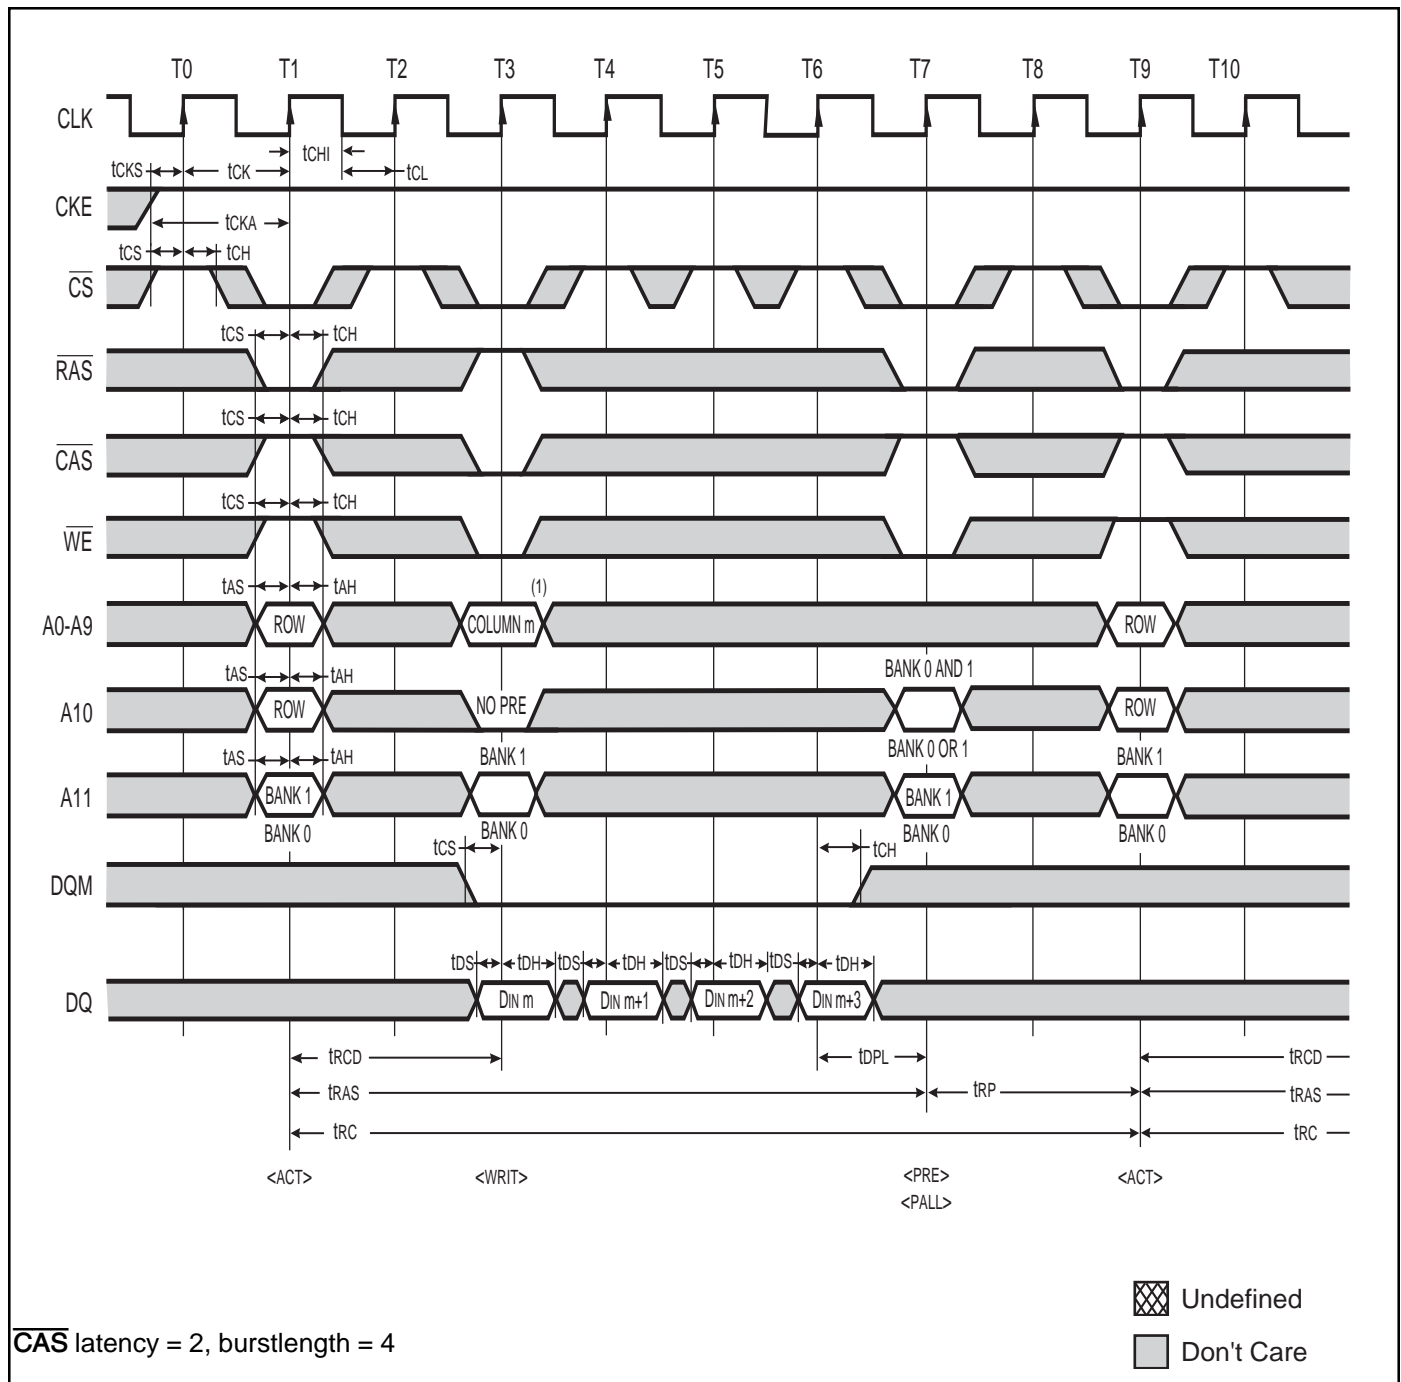 T0 T1 T2 T3 T4 T5 T6 T7 T8 T9 T10
CLK
tCHI
tCKS tCK tCL
CKE
tCKA
tCS tCH
CS
tCS tCH
RAS
tCS tCH
CAS
tCS tCH
WE
tAS tAH (1)
A0-A9 ROW COLUMN m ROW
BANK 0 AND 1
tAS tAH
A10 ROW NO PRE ROW
BANK 1 BANK 0 OR 1 BANK 1
tAS tAH
A11 BANK 1 BANK 1
BANK 0 BANK 0 BANK 0 BANK 0
tCS tCH
DQM
tDS tDH tDS tDH tDS tDH tDS tDH
DQ DIN m DIN m+1 DIN m+2 DIN m+3
tRCD tDPL tRCD
tRAS tRP tRAS
tRC tRC
<ACT> <WRIT> <PRE> <ACT>
<PALL>
Undefined
CAS latency = 2, burstlength = 4
Don't Care